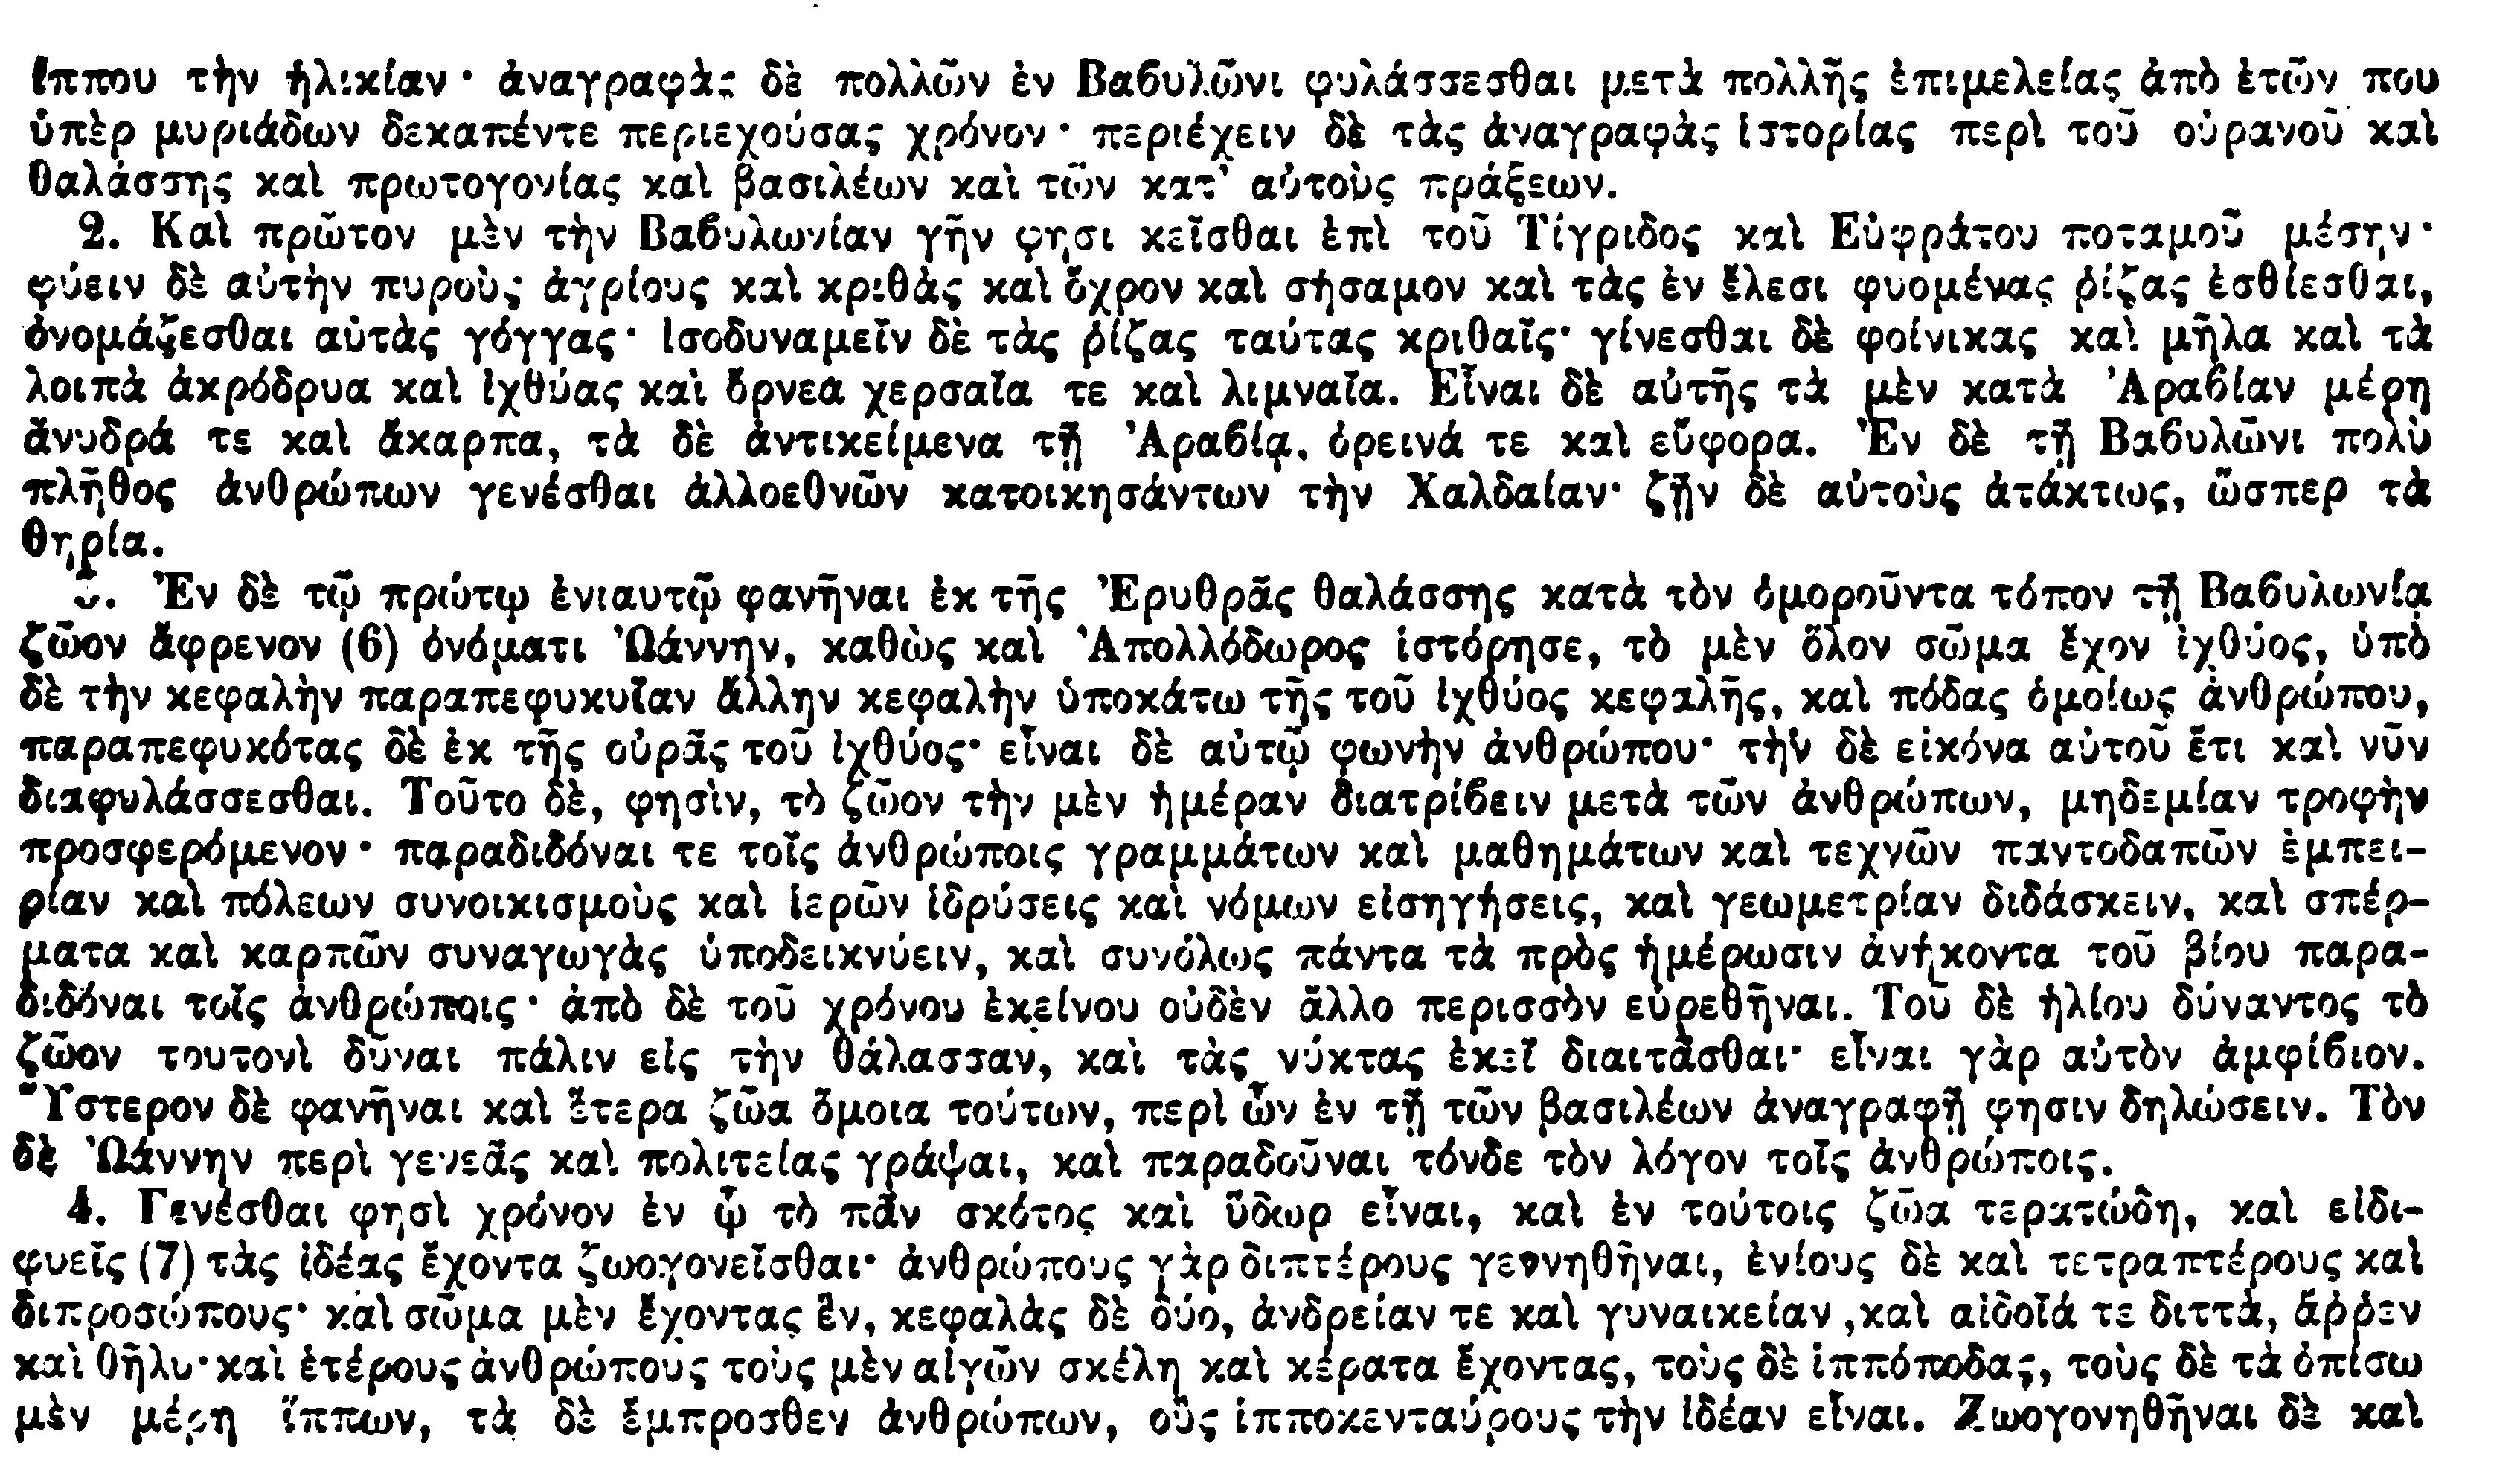 ίππου τὴν ἡλικίαν· ἀναγραφὰς δὲ πολλῶν ἐν Βαβυλῶνι φυλάσσεσθαι μετὰ πολλῆς ἐπιμελείας ἀπὸ ἐτῶν που
ὑπὲρ μυριάδων δεκαπέντε περιεχούσας χρόνον· περιέχειν δὲ τὰς ἀναγραφὰς ἱστορίας περὶ τοῦ οὐρανοῦ καὶ
θαλάσσης καὶ πρωτογονίας καὶ βασιλέων καὶ τῶν κατ' αὐτοὺς πράξεων.
2. Καὶ πρῶτον μὲν τὴν Βαβυλωνίαν γῆν φησι κεῖσθαι ἐπὶ τοῦ Τίγριδος καὶ Εὐφράτου ποταμοῦ μέσην·
φύειν δὲ αὐτὴν πυροὺς ἀγρίους καὶ κριθὰς καὶ ὄχρον καὶ σήσαμον καὶ τὰς ἐν ἕλεσι φυομένας ῥίζας ἐσθίεσθαι,
ὀνομάζεσθαι αὐτὰς γόγγας· ἰσοδυναμεῖν δὲ τὰς ῥίζας ταύτας κριθαῖς· γίνεσθαι δὲ φοίνικας καὶ μῆλα καὶ τὰ
λοιπὰ ἀκρόδρυα καὶ ἰχθύας καὶ ὄρνεα χερσαῖα τε καὶ λιμναῖα. Εἶναι δὲ αὐτῆς τὰ μὲν κατὰ Ἀραβίαν μέρη
ἄνυδρά τε καὶ ἄκαρπα, τὰ δὲ ἀντικείμενα τῇ Ἀραβίᾳ, ὀρεινά τε καὶ εὔφορα. Ἐν δὲ τῇ Βαβυλῶνι πολὺ
πλῆθος ἀνθρώπων γενέσθαι ἀλλοεθνῶν κατοικησάντων τὴν Χαλδαίαν· ζῇν δὲ αὐτοὺς ἀτάκτως, ὥσπερ τὰ
θηρία.
3. Ἐν δὲ τῷ πρώτῳ ἐνιαυτῷ φανῆναι ἐκ τῆς Ἐρυθρᾶς θαλάσσης κατὰ τὸν ὁμοροῦντα τόπον τῇ Βαβυλωνίᾳ
ζῶον ἄφρενον (6) ὀνόματι Ὠάννην, καθὼς καὶ Ἀπολλόδωρος ἱστόρησε, τὸ μὲν ὅλον σῶμα ἔχον ἰχθύος, ὑπὸ
δὲ τὴν κεφαλὴν παραπεφυκυῖαν ἄλλην κεφαλὴν ὑποκάτω τῆς τοῦ ἰχθύος κεφαλῆς, καὶ πόδας ὁμοίως ἀνθρώπου,
παραπεφυκότας δὲ ἐκ τῆς οὐρᾶς τοῦ ἰχθύος· εἶναι δὲ αὐτῷ φωνὴν ἀνθρώπου· τὴν δὲ εἰκόνα αὐτοῦ ἔτι καὶ νῦν
διαφυλάσσεσθαι. Τοῦτο δὲ, φησὶν, τὸ ζῶον τὴν μὲν ἡμέραν διατρίβειν μετὰ τῶν ἀνθρώπων, μηδεμίαν τροφὴν
προσφερόμενον· παραδιδόναι τε τοῖς ἀνθρώποις γραμμάτων καὶ μαθημάτων καὶ τεχνῶν παντοδαπῶν ἐμπει-
ρίαν καὶ πόλεων συνοικισμοὺς καὶ ἱερῶν ἱδρύσεις καὶ νόμων εἰσηγήσεις, καὶ γεωμετρίαν διδάσκειν, καὶ σπέρ-
ματα καὶ καρπῶν συναγωγὰς ὑποδεικνύειν, καὶ συνόλως πάντα τὰ πρὸς ἡμέρωσιν ἀνήκοντα τοῦ βίου παρα-
διδόναι τοῖς ἀνθρώποις· ἀπὸ δὲ τοῦ χρόνου ἐκείνου οὐδὲν ἄλλο περισσὸν εὑρεθῆναι. Τοῦ δὲ ἡλίου δύναντος τὸ
ζῶον τουτονὶ δῦναι πάλιν εἰς τὴν θάλασσαν, καὶ τὰς νύκτας ἐκεῖ διαιτᾶσθαι· εἶναι γὰρ αὐτὸν ἀμφίβιον.
Ὕστερον δὲ φανῆναι καὶ ἕτερα ζῶα ὅμοια τούτων, περὶ ὧν ἐν τῇ τῶν βασιλέων ἀναγραφῇ φησιν δηλώσειν. Τὸν
δὲ Ὠάννην περὶ γενεᾶς καὶ πολιτείας γράψαι, καὶ παραδοῦναι τόνδε τὸν λόγον τοῖς ἀνθρώποις.
4. Γενέσθαι φησὶ χρόνον ἐν ᾧ τὸ πᾶν σκότος καὶ ὕδωρ εἶναι, καὶ ἐν τούτοις ζῶα τερατώδη, καὶ εἰδι-
φυεῖς (7) τὰς ἰδέας ἔχοντα ζωογονεῖσθαι· ἀνθρώπους γὰρ διπτέρους γεννηθῆναι, ἐνίους δὲ καὶ τετραπτέρους καὶ
διπροσώπους· καὶ σῶμα μὲν ἔχοντας ἓν, κεφαλὰς δὲ δύο, ἀνδρείαν τε καὶ γυναικείαν, καὶ αἰδοῖά τε διττὰ, ἄῤῥεν
καὶ θῆλυ· καὶ ἑτέρους ἀνθρώπους τοὺς μὲν αἰγῶν σκέλη καὶ κέρατα ἔχοντας, τοὺς δὲ ἱππόποδας, τοὺς δὲ τὰ ὀπίσω
μὲν μέρη ἵππων, τὰ δὲ ἔμπροσθεν ἀνθρώπων, οὓς ἱπποκενταύρους τὴν ἰδέαν εἶναι. Ζωογονηθῆναι δὲ καὶ